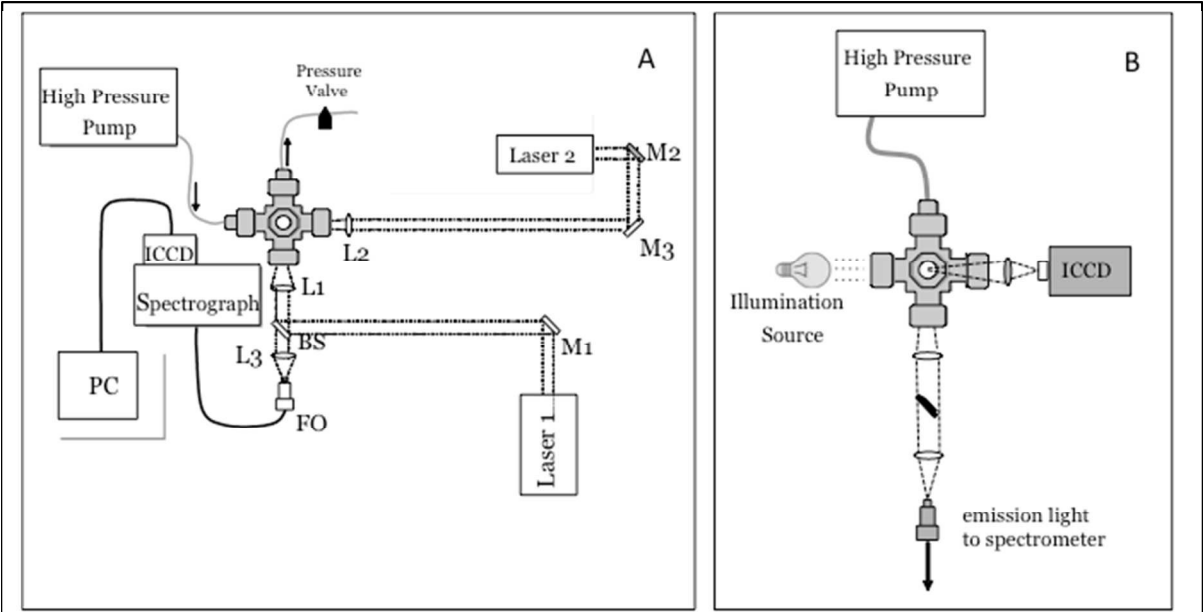 A
Pressure
Valve
High Pressure
Pump
Laser 2
M2
M3
L2
ICCD
L1
Spectrograph
BS
M1
L3
PC
FO
Laser 1
B
High Pressure
Pump
ICCD
Illumination
Source
emission light
to spectrometer